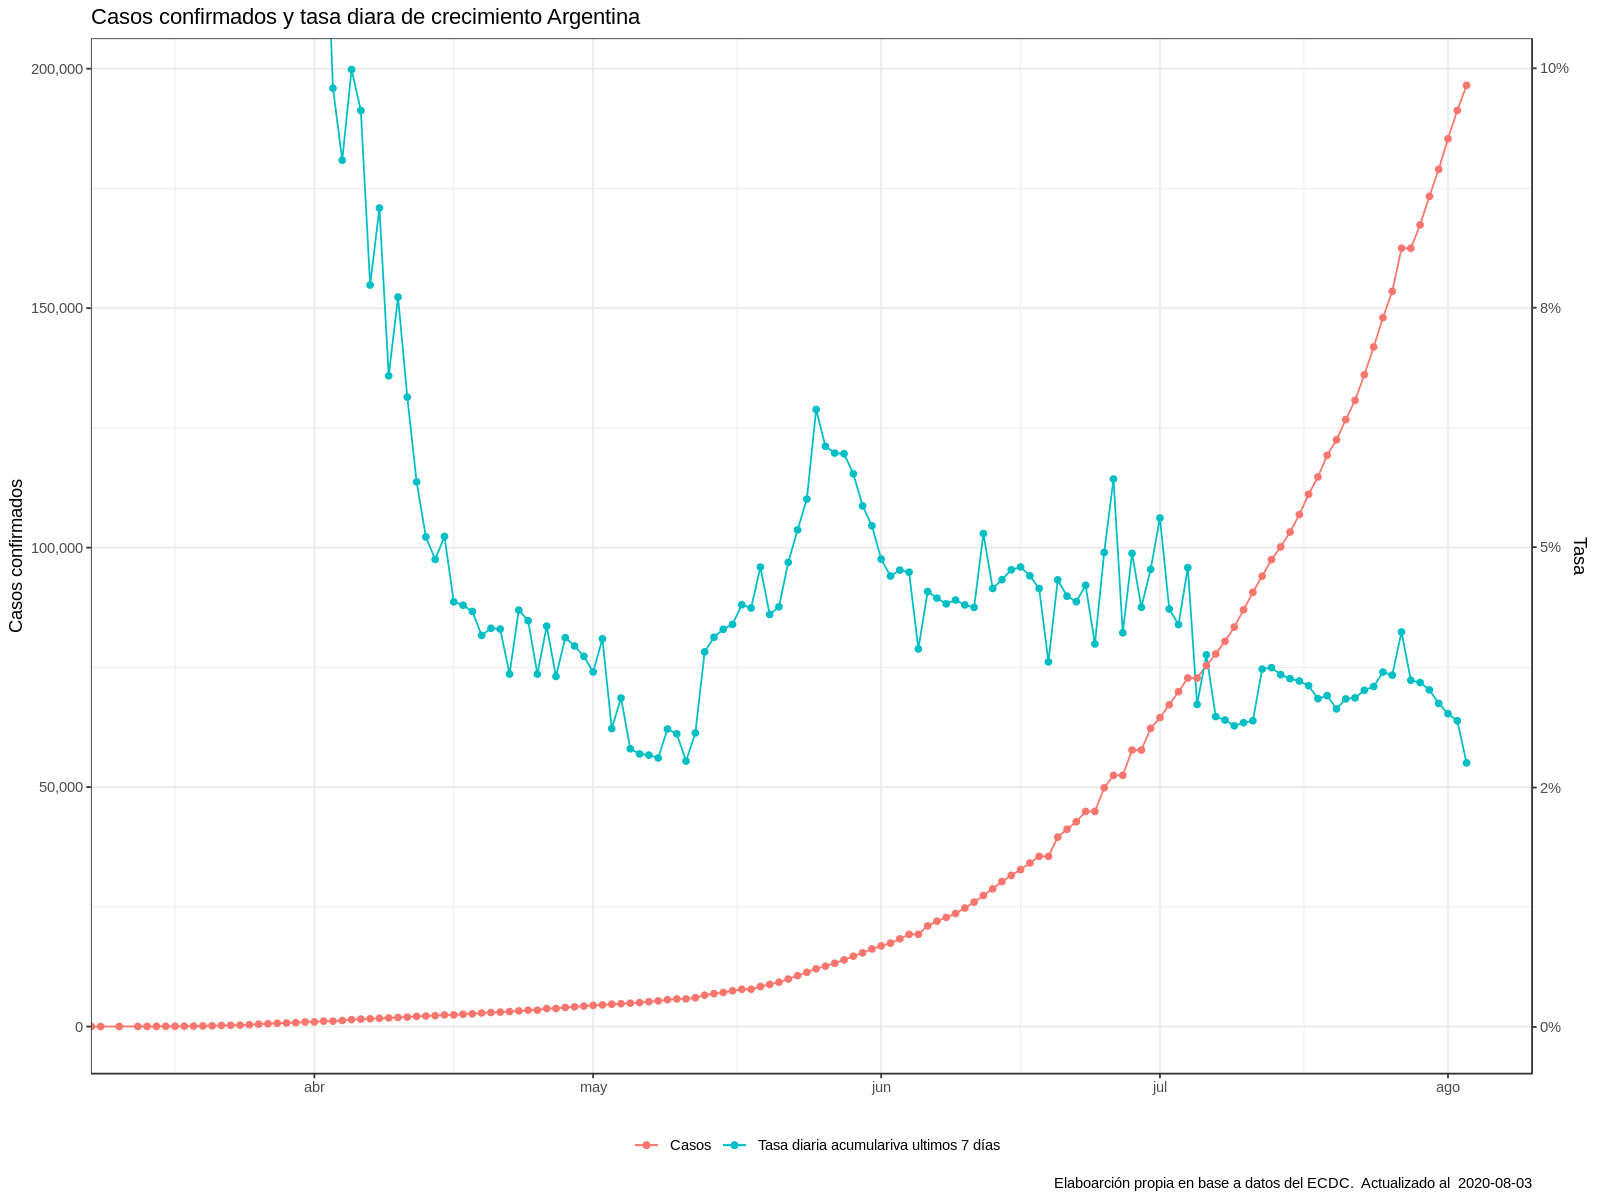 Casos confirmados y tasa diara de crecimiento Argentina
200,000
150,000
100,000
50,000
0
Casos confirmados
10%
8%
5%
2%
0%
Tasa
abr may jun jul ago
Casos Tasa diaria acumulariva ultimos 7 días
Elaboarción propia en base a datos del ECDC. Actualizado al 2020-08-03